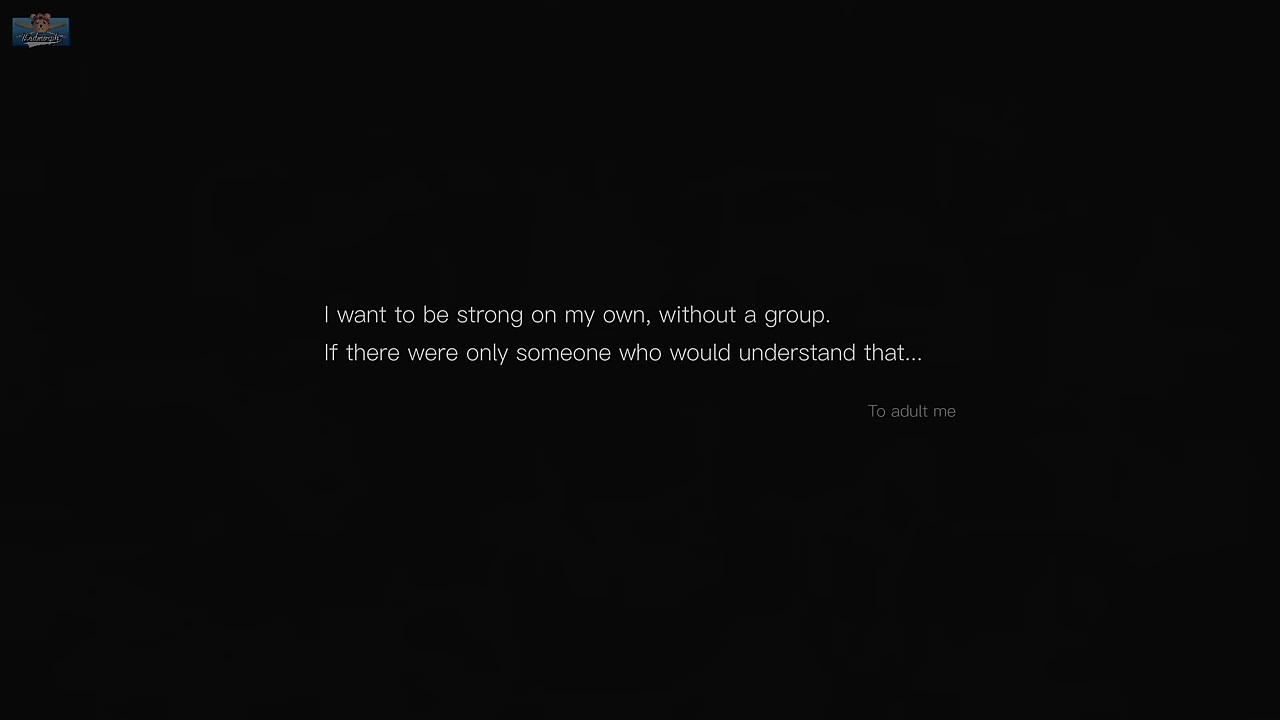 I want to be strong on my own, without a group.
If there were only someone who would understand that...
To adult me